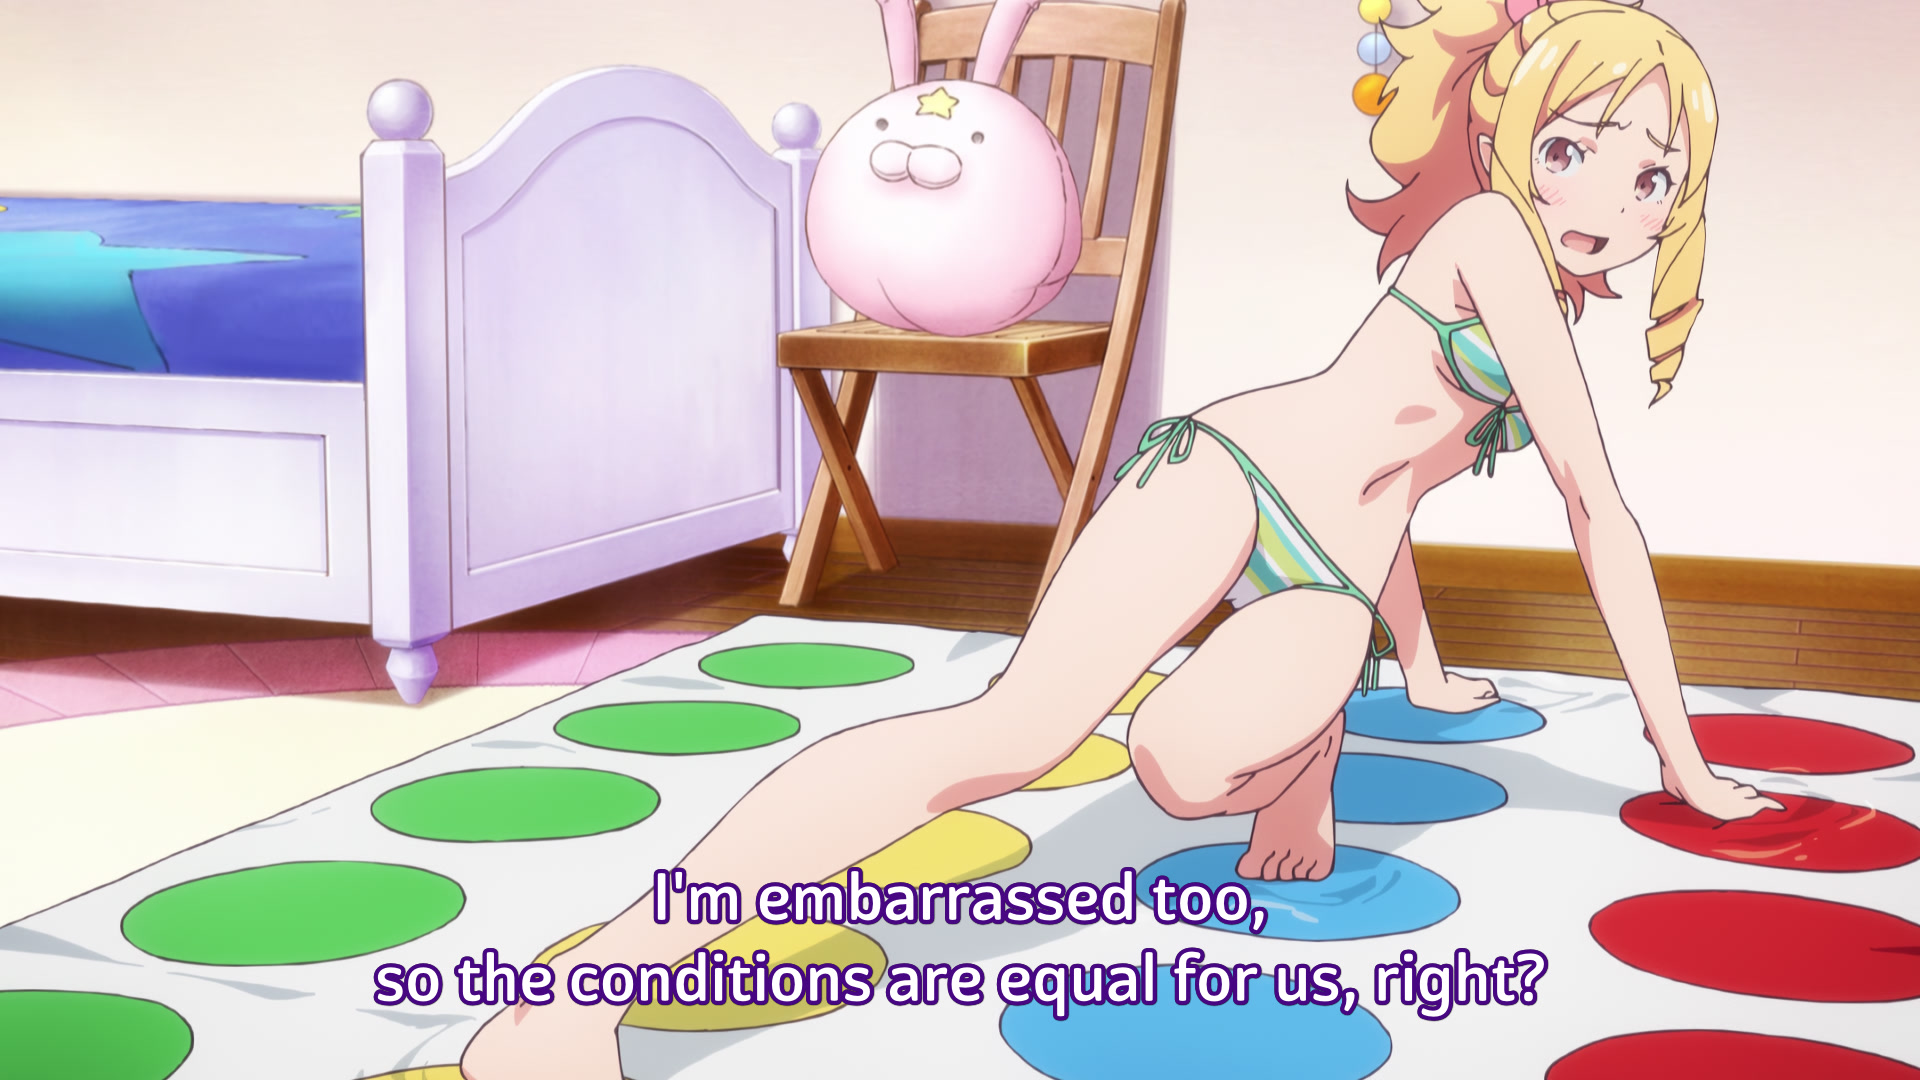 I'm embarrassed too,
so the conditions are equal for us, right?